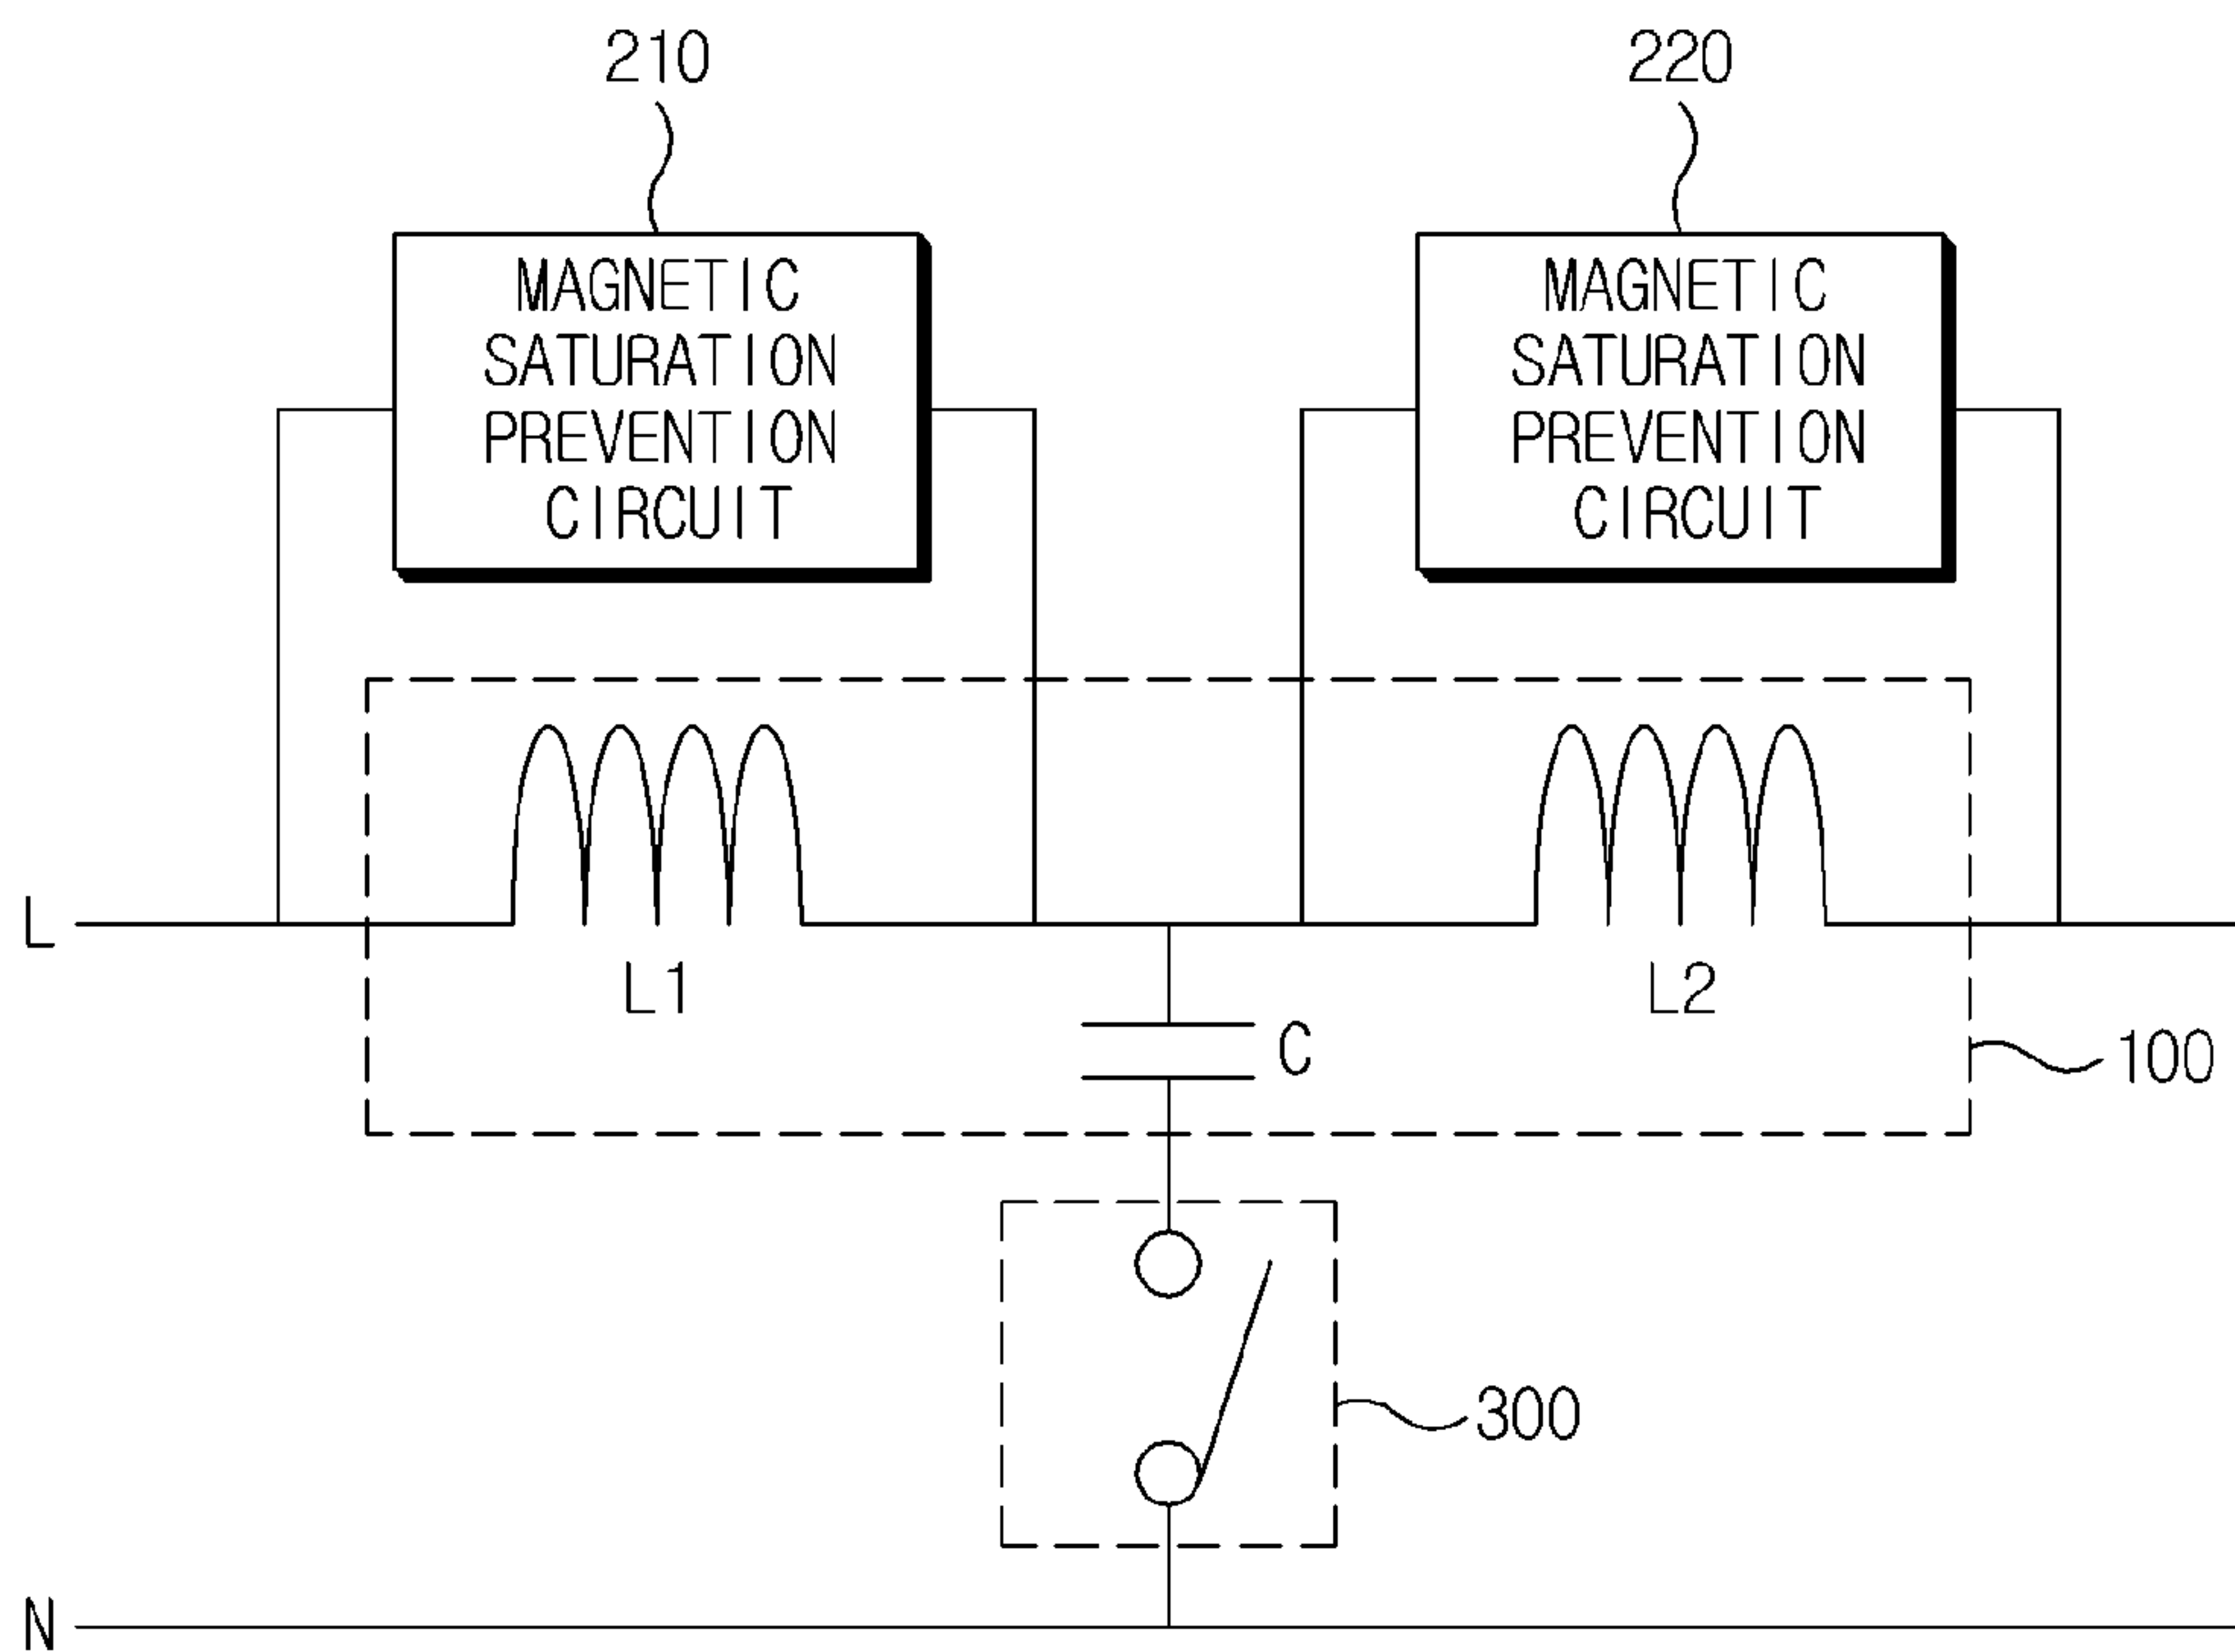 210
220
MAGNETIC
SATURATION
PREVENTION
CIRCUIT
MAGNETIC
SATURATION
PREVENTION
CIRCUIT
L
L1
L2
C
100
300
N